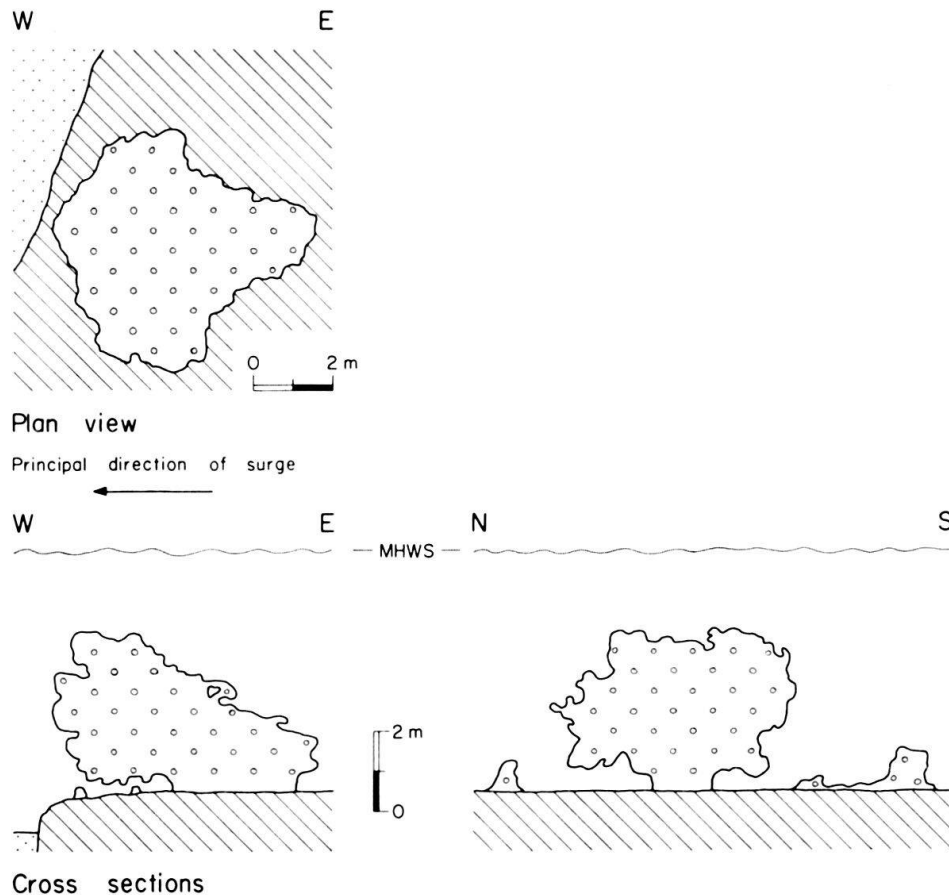 W E
0 2 m
Plan view
Principal direction of surge
W E N S
MHWS
2 m
0
Cross sections